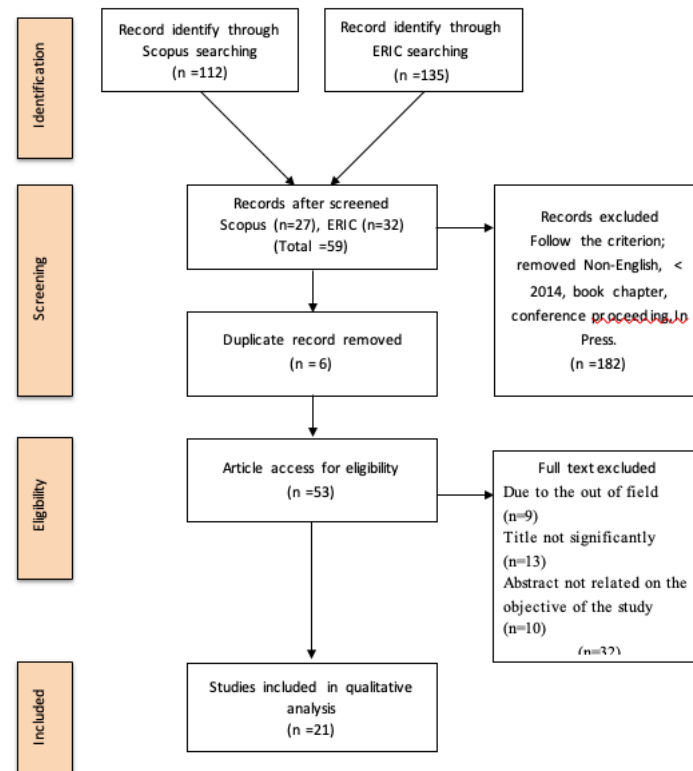 Identification
Record identify through
Scopus searching
(n =112)
Record identify through
ERIC searching
(n =135)
Screening
Records after screened
Scopus (n=27), ERIC (n=32)
(Total =59)
Records excluded
Follow the criterion;
removed Non-English, <
2014, book chapter,
conference proceeding, In
Press.
(n =182)
Duplicate record removed
(n = 6)
Eligibility
Article access for eligibility
(n =53)
Full text excluded
Due to the out of field
(n=9)
Title not significantly
(n=13)
Abstract not related on the
objective of the study
(n=10)
(n=32)
Included
Studies included in qualitative
analysis
(n =21)